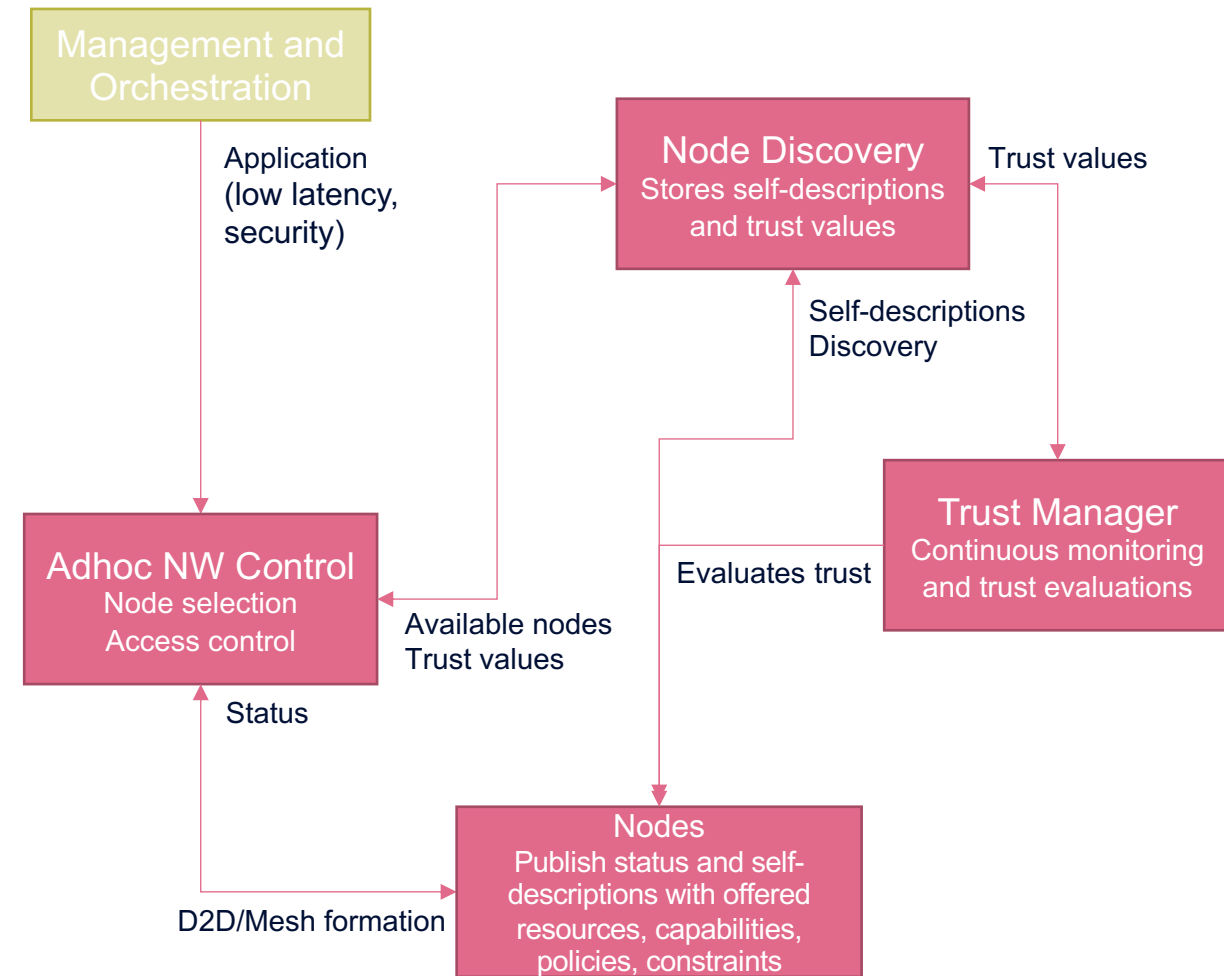 Management and
Orchestration
Application
(low latency,
security)
Node Discovery
Stores self-descriptions
and trust values
Trust values
Self-descriptions
Discovery
Trust Manager
Continuous monitoring
and trust evaluations
Evaluates trust
Adhoc NW Control
Node selection
Access control
Available nodes
Trust values
Status
Nodes
Publish status and self-
descriptions with offered
resources, capabilities,
policies, constraints
D2D/Mesh formation